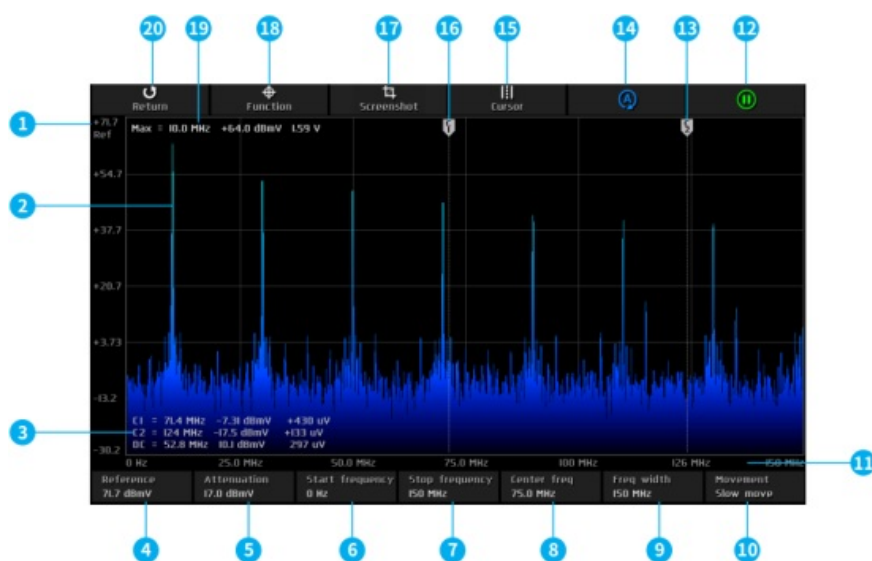 20 19 18 17 16 15 14 13 12
Return Function Screenshot Cursor A
1 +71.7
Ref
Max = 10.0 MHz +64.0 dBmV 1.59 V
+54.7
2
+37.7
+20.7
+3.73
-13.2
3
C1 = 71.4 MHz -7.31 dBmV +430 uV
C2 = 124 MHz -17.5 dBmV +133 uV
DC = 52.8 MHz 10.1 dBmV 297 uV
-30.2
0 Hz 25.0 MHz 50.0 MHz 75.0 MHz 100 MHz 126 MHz 150 MHz 11
Reference Attenuation Start frequency Stop frequency Center freq Freq width Movement
71.7 dBmV 17.0 dBmV 0 Hz 150 MHz 75.0 MHz 150 MHz Slow move
4 5 6 7 8 9 10